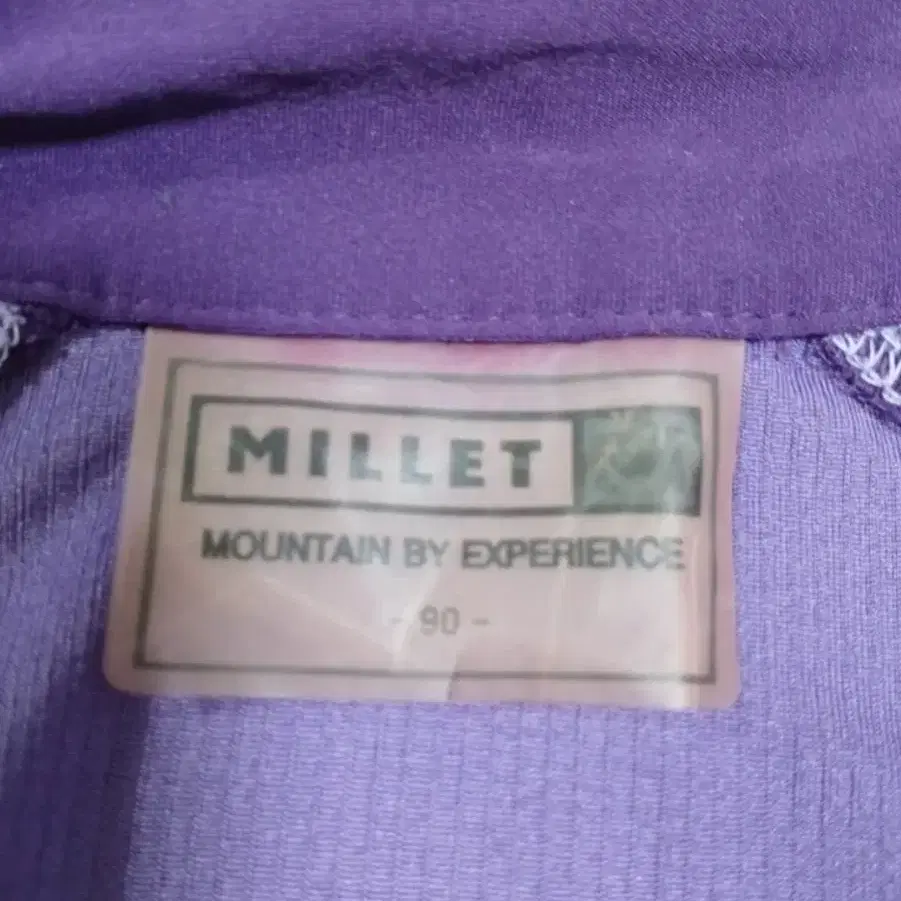 MILLET
MOUNTAIN BY EXPERIENCE
- 90 -